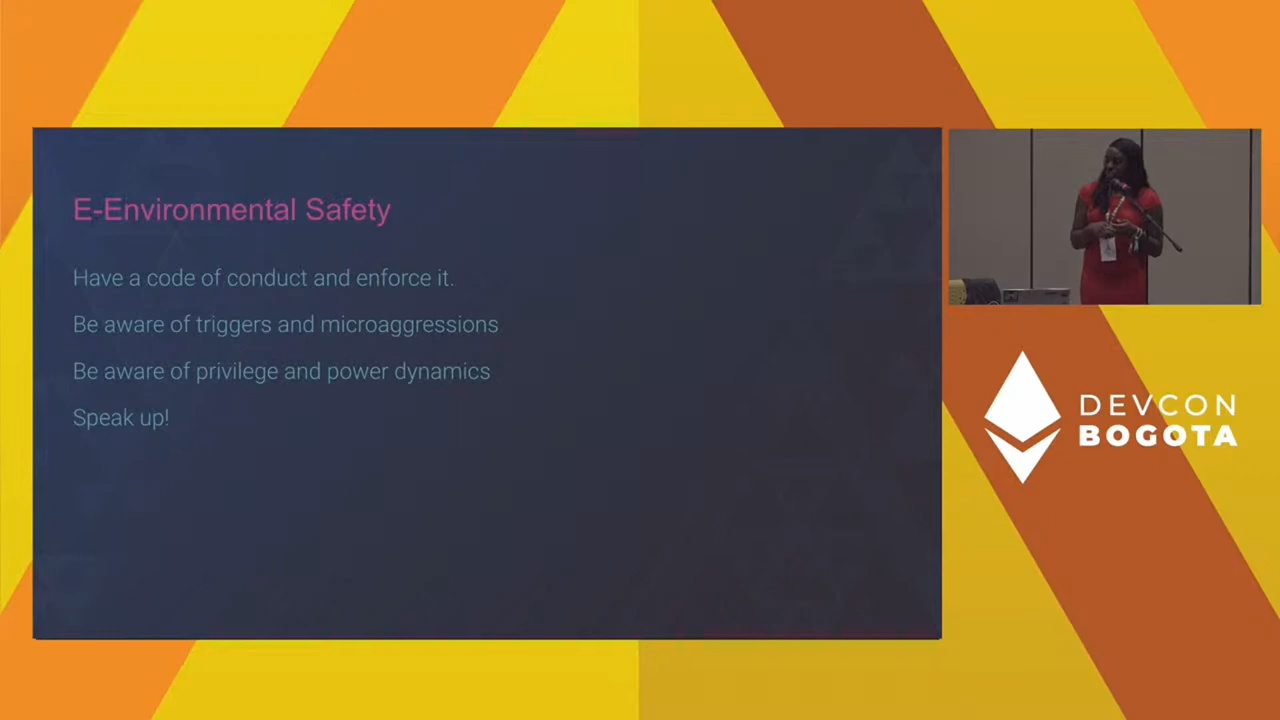 E-Environmental Safety
Have a code of conduct and enforce it.
Be aware of triggers and microaggressions
Be aware of privilege and power dynamics
Speak up!
DEVCON
BOGOTA